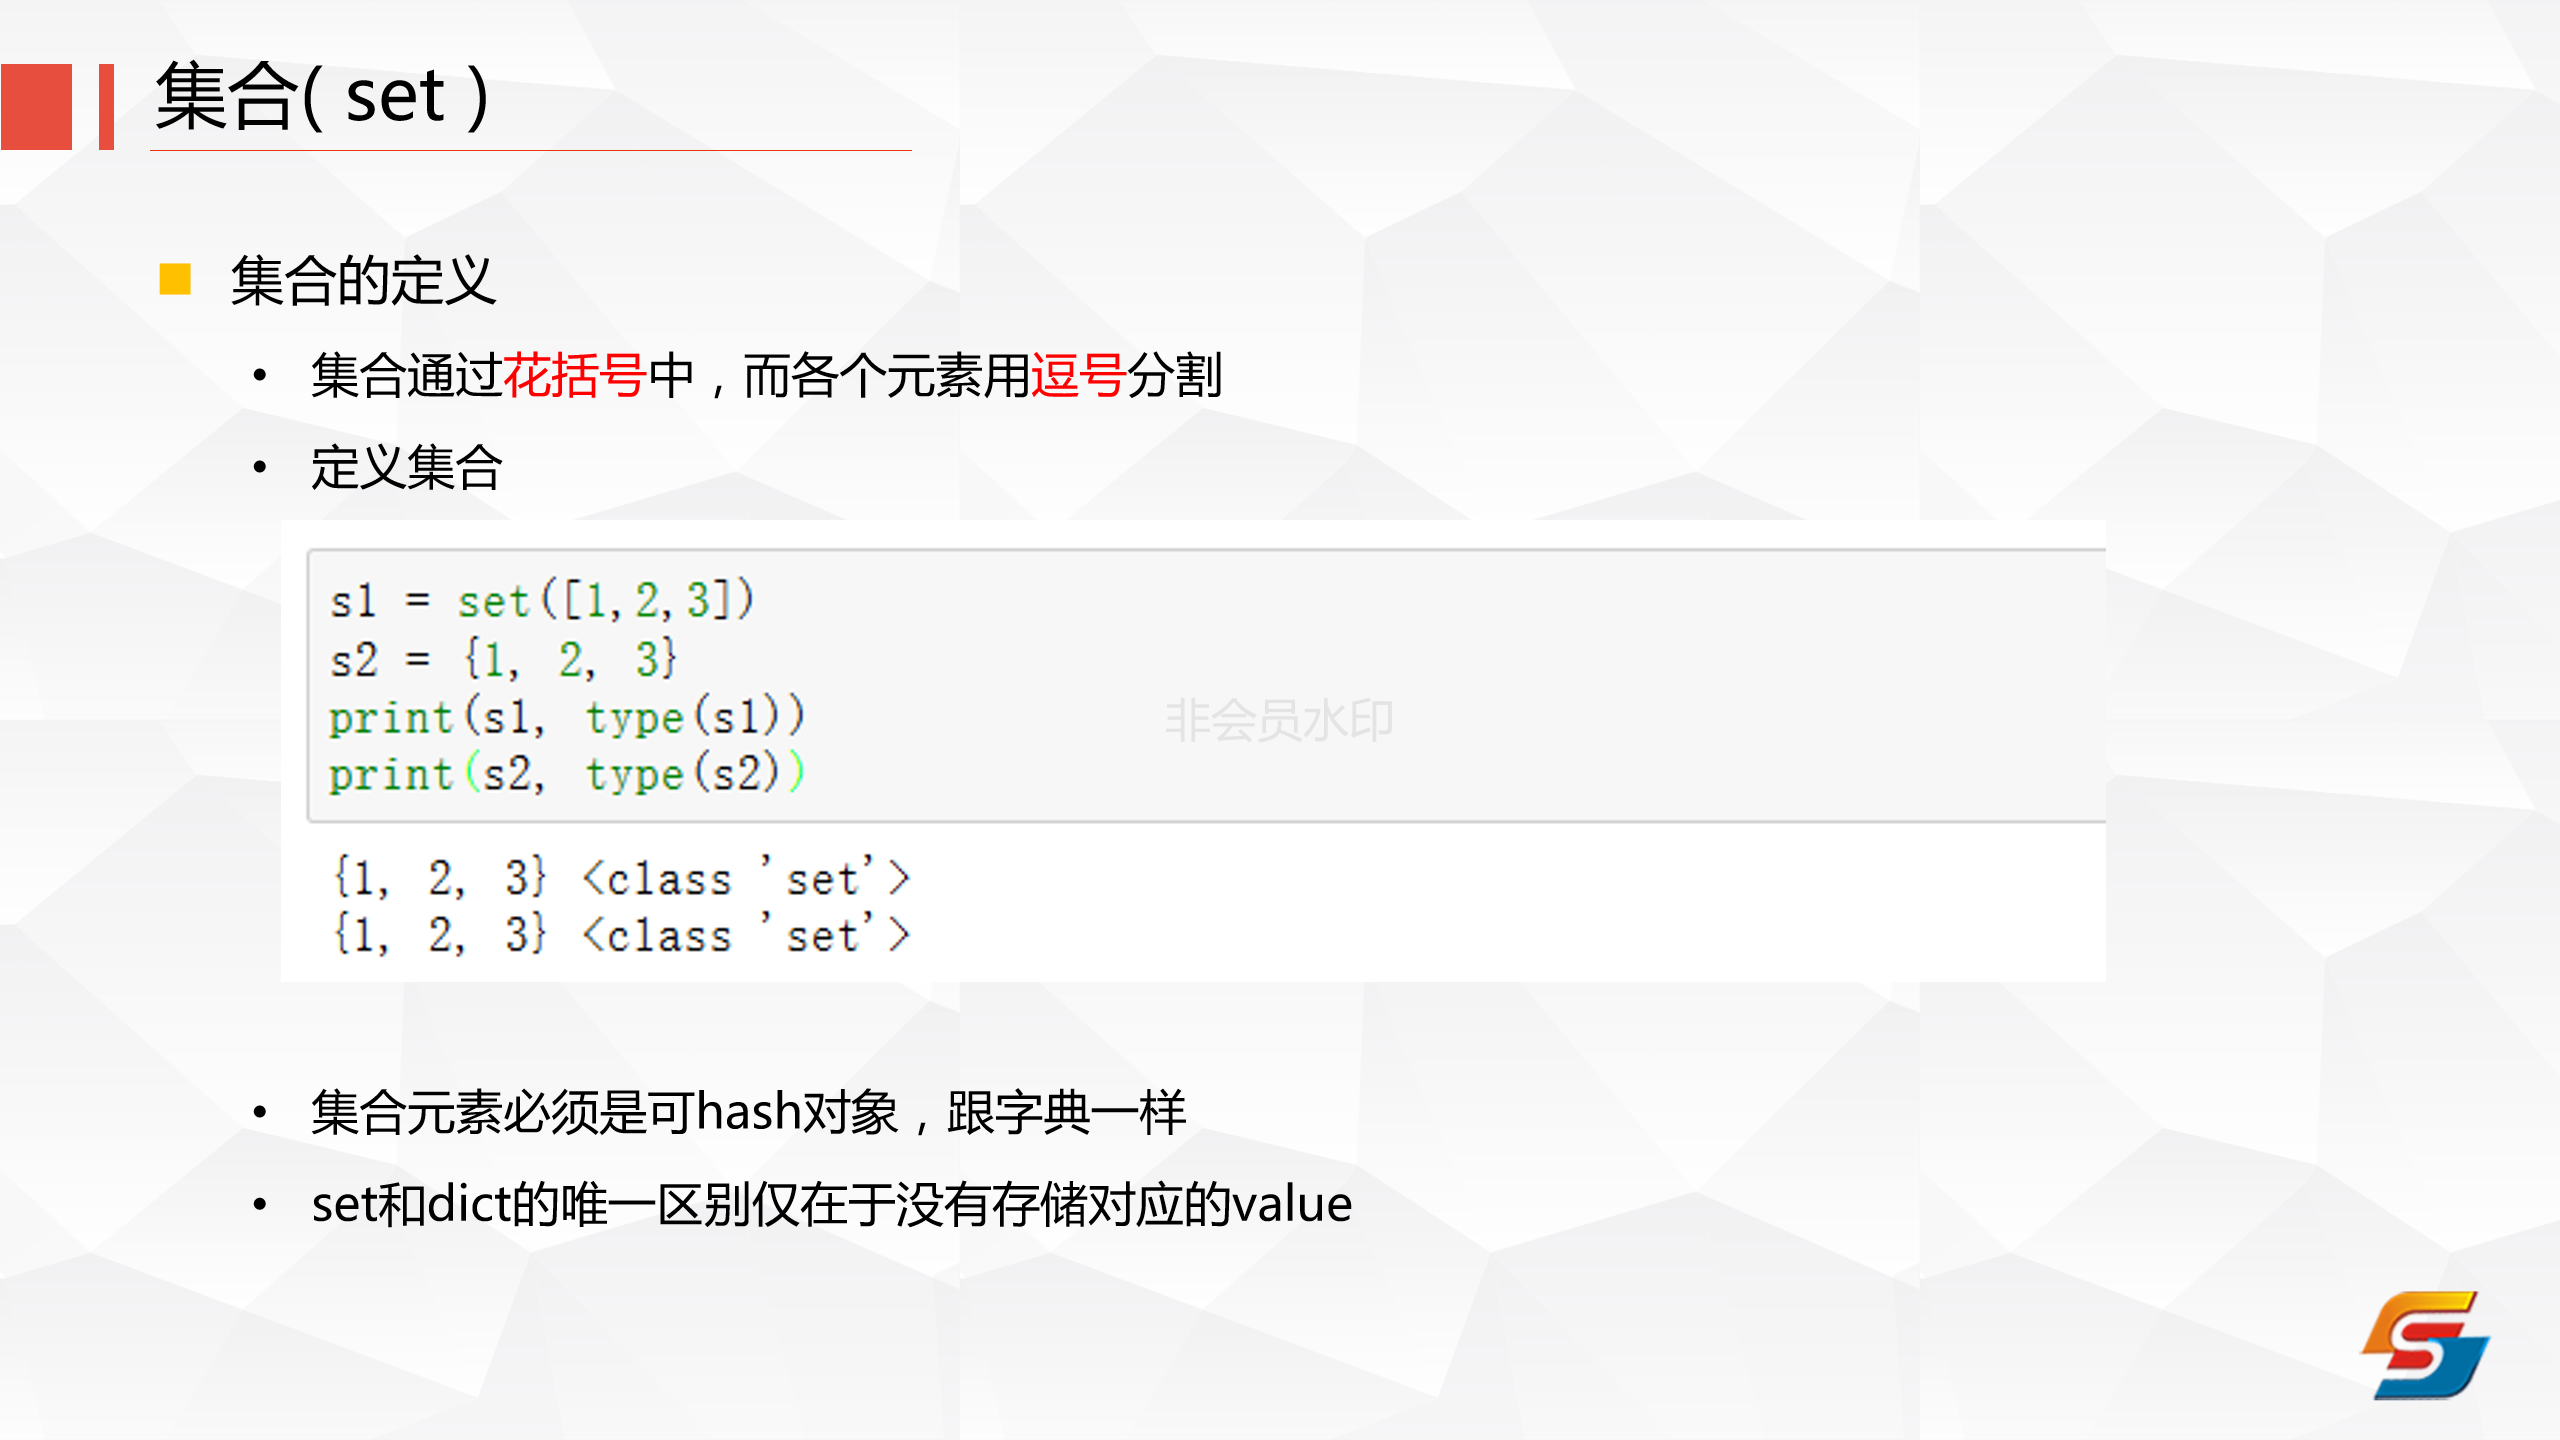 集合( set )
集合的定义
• 集合通过花括号中，而各个元素用逗号分割
• 定义集合
s1 = set([1,2,3])
s2 = {1, 2, 3}
print(s1, type(s1))
print(s2, type(s2))
非会员水印
{1, 2, 3} <class 'set'>
{1, 2, 3} <class 'set'>
• 集合元素必须是可hash对象，跟字典一样
• set和dict的唯一区别仅在于没有存储对应的value